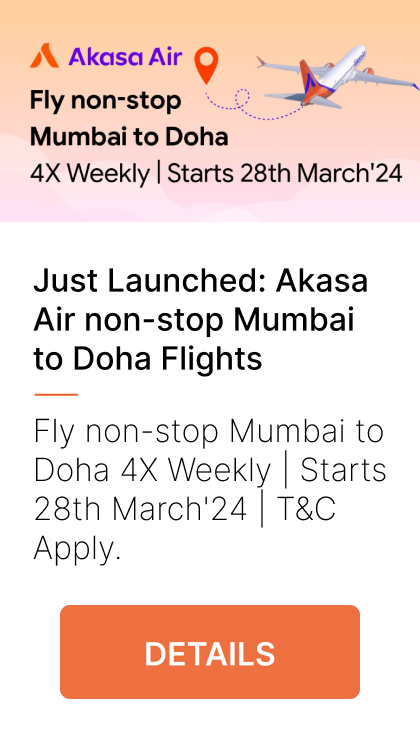 Akasa Air
Fly non-stop
Mumbai to Doha
4X Weekly | Starts 28th March'24
Just Launched: Akasa
Air non-stop Mumbai
to Doha Flights
Fly non-stop Mumbai to
Doha 4X Weekly | Starts
28th March'24 | T&C
Apply.
DETAILS